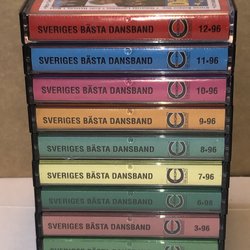 SVERIGES BÄSTA DANSBAND 12•96
SVERIGES BÄSTA DANSBAND 11•96
SVERIGES BÄSTA DANSBAND 10•96
SVERIGES BÄSTA DANSBAND 9•96
SVERIGES BÄSTA DANSBAND 8•96
SVERIGES BÄSTA DANSBAND 7•96
SVERIGES BÄSTA DANSBAND 6•96
SVERIGES BÄSTA DANSBAND 3•96